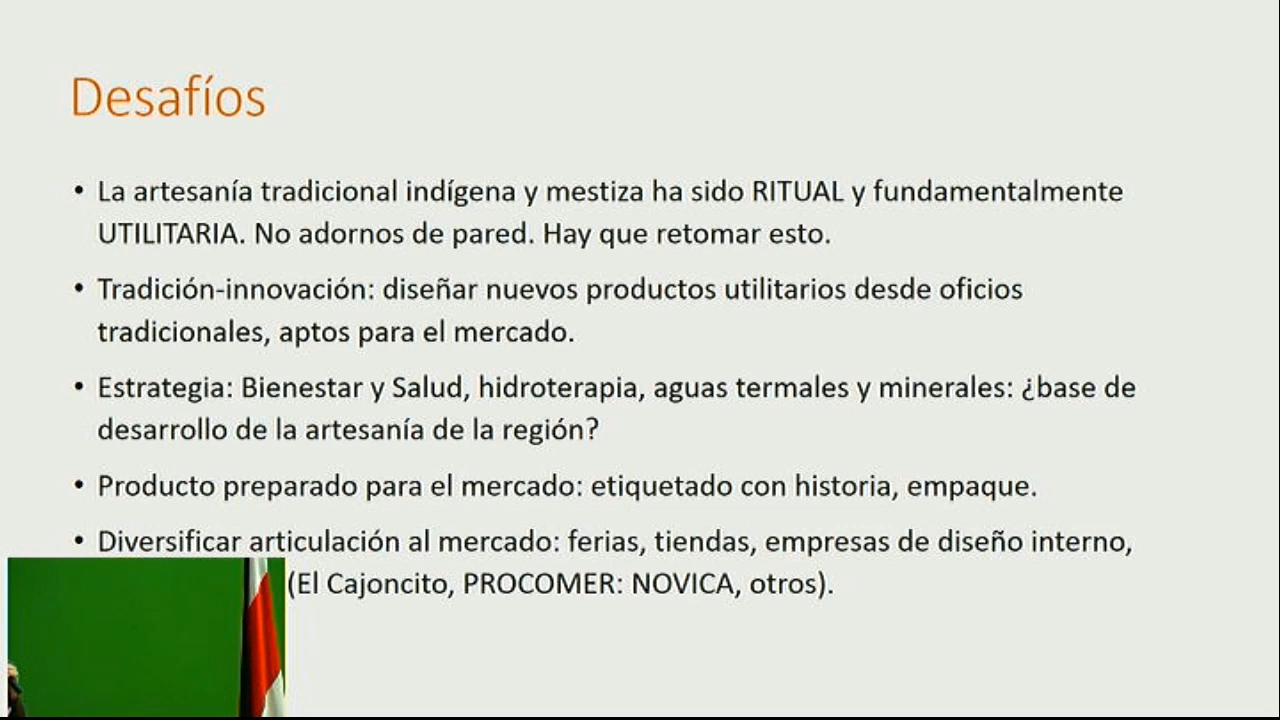 Desafíos
• La artesanía tradicional indígena y mestiza ha sido RITUAL y fundamentalmente
UTILITARIA. No adornos de pared. Hay que retomar esto.
• Tradición-innovación: diseñar nuevos productos utilitarios desde oficios
tradicionales, aptos para el mercado.
• Estrategia: Bienestar y Salud, hidroterapia, aguas termales y minerales: ¿base de
desarrollo de la artesanía de la región?
• Producto preparado para el mercado: etiquetado con historia, empaque.
• Diversificar articulación al mercado: ferias, tiendas, empresas de diseño interno,
(El Cajoncito, PROCOMER: NOVICA, otros).